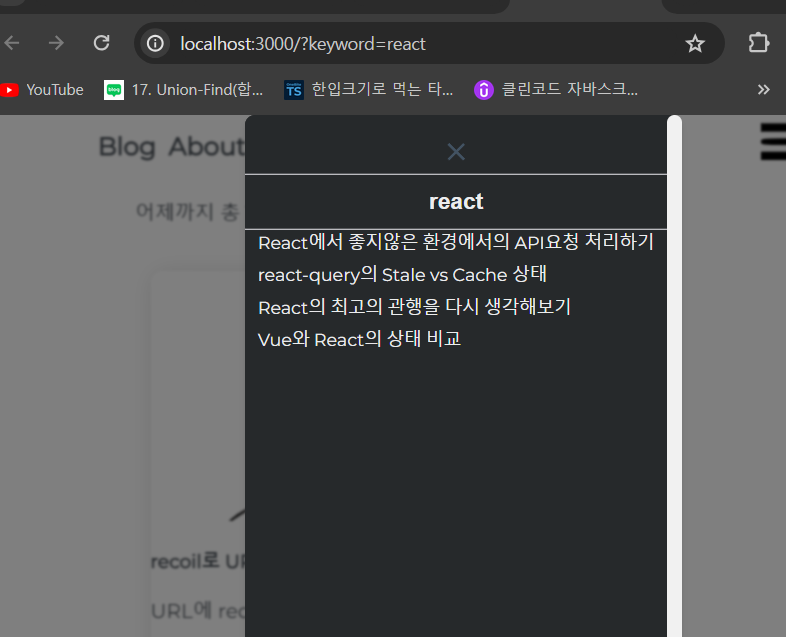 localhost:3000/?keyword=react
YouTube
17. Union-Find(합...
한입크기로 먹는 타...
클린코드 자바스크...
Blog About
어제까지 총
react
React에서 좋지않은 환경에서의 API요청 처리하기
react-query의 Stale vs Cache 상태
React의 최고의 관행을 다시 생각해보기
Vue와 React의 상태 비교
recoil로
URL에